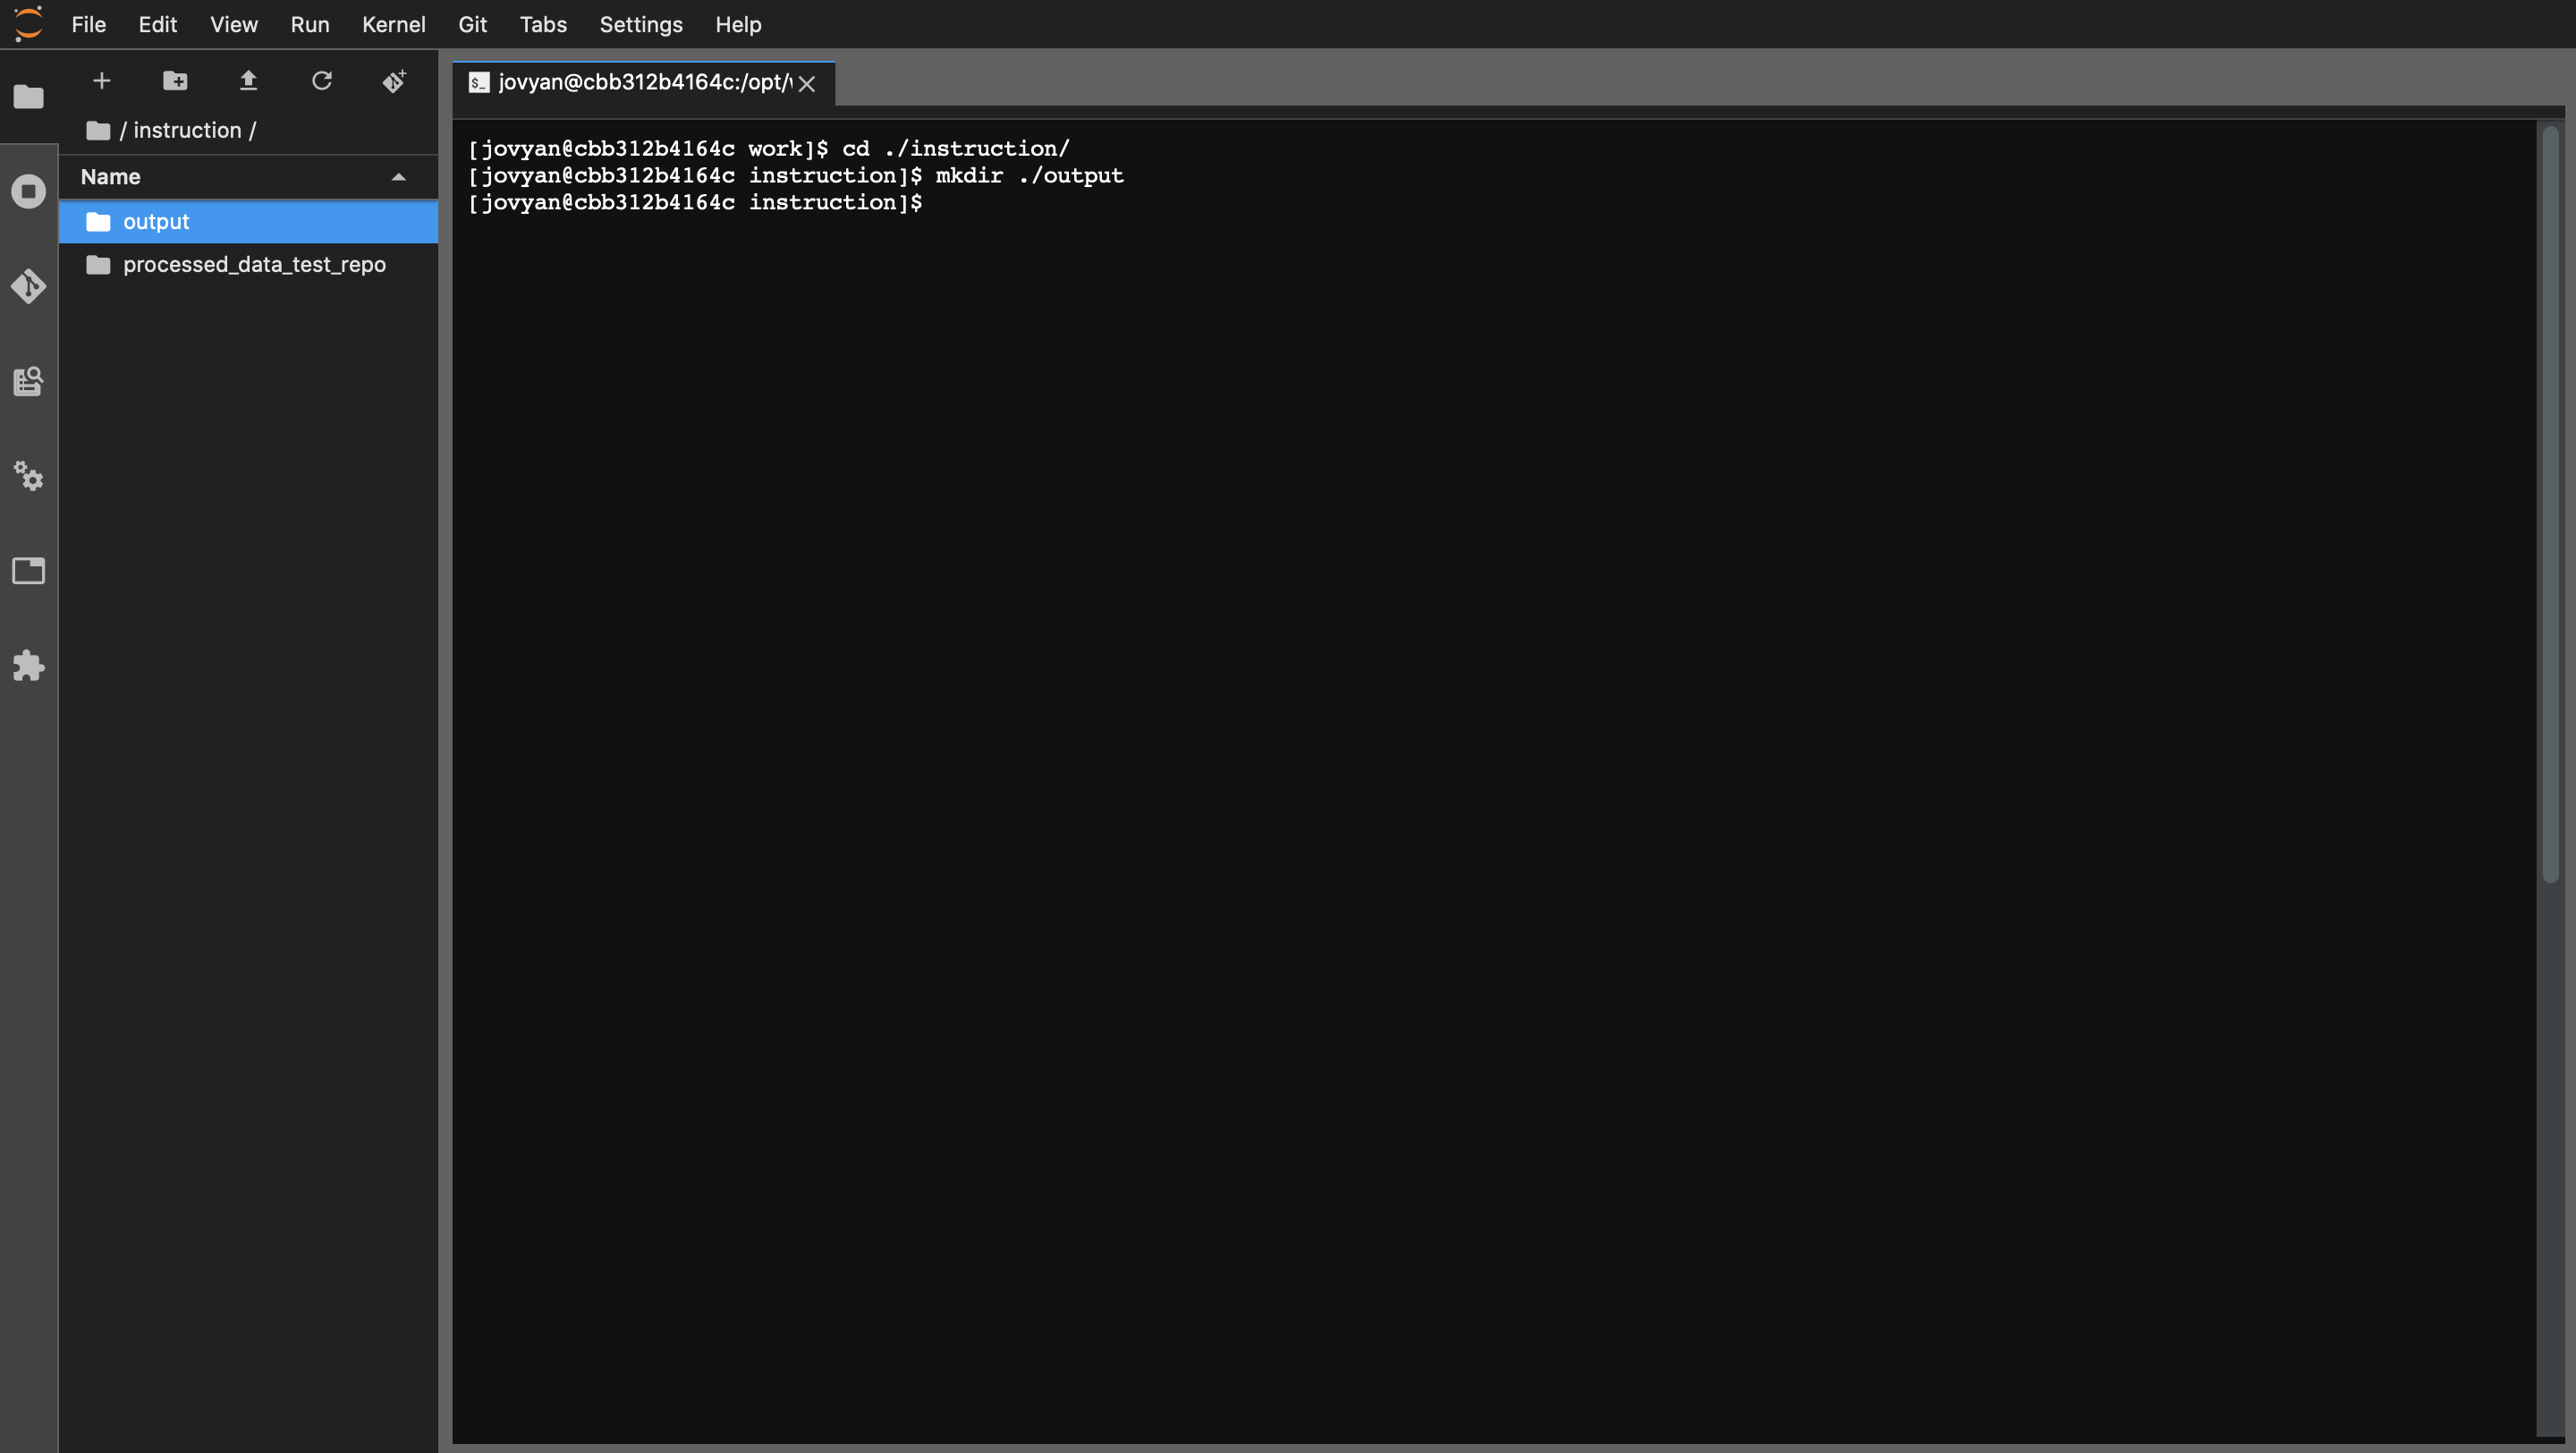 File Edit View Run Kernel Git Tabs Settings Help
/ instruction /
Name
output
processed_data_test_repo
$_ jovyan@cbb312b4164c:/opt/
[jovyan@cbb312b4164c work]$ cd ./instruction/
[jovyan@cbb312b4164c instruction]$ mkdir ./output
[jovyan@cbb312b4164c instruction]$